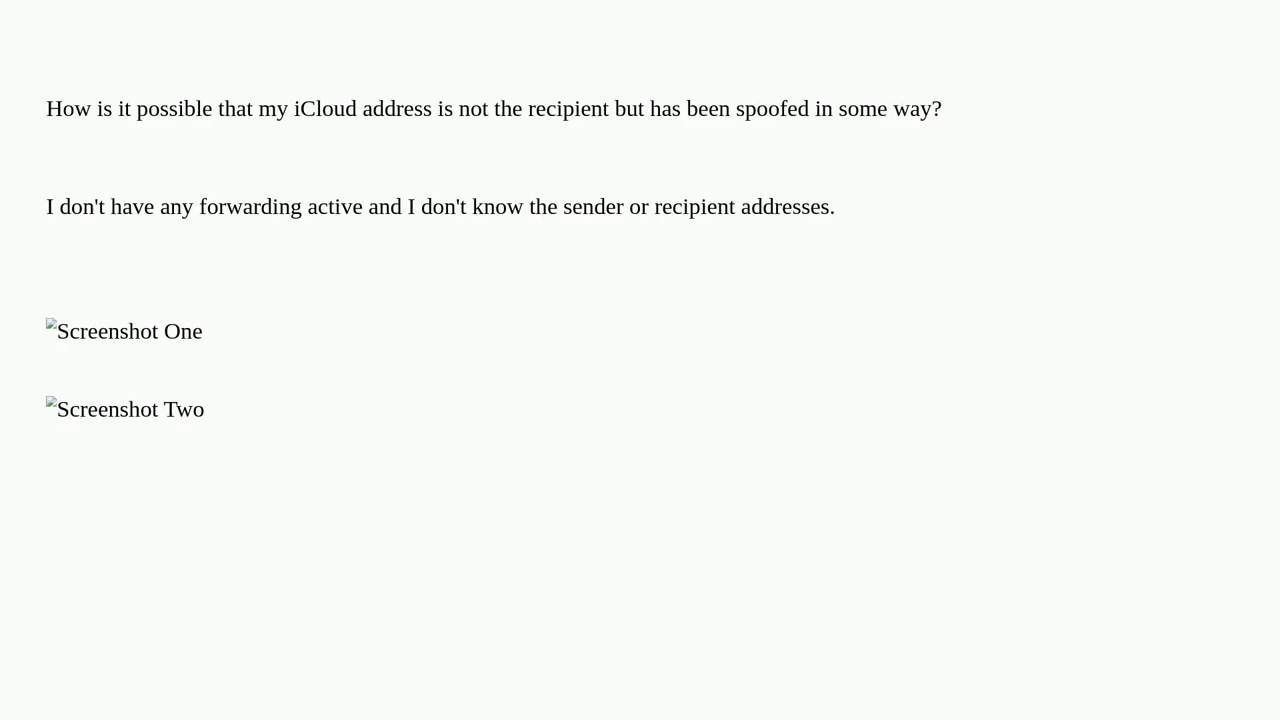 How is it possible that my iCloud address is not the recipient but has been spoofed in some way?
I don't have any forwarding active and I don't know the sender or recipient addresses.
Screenshot One
Screenshot Two